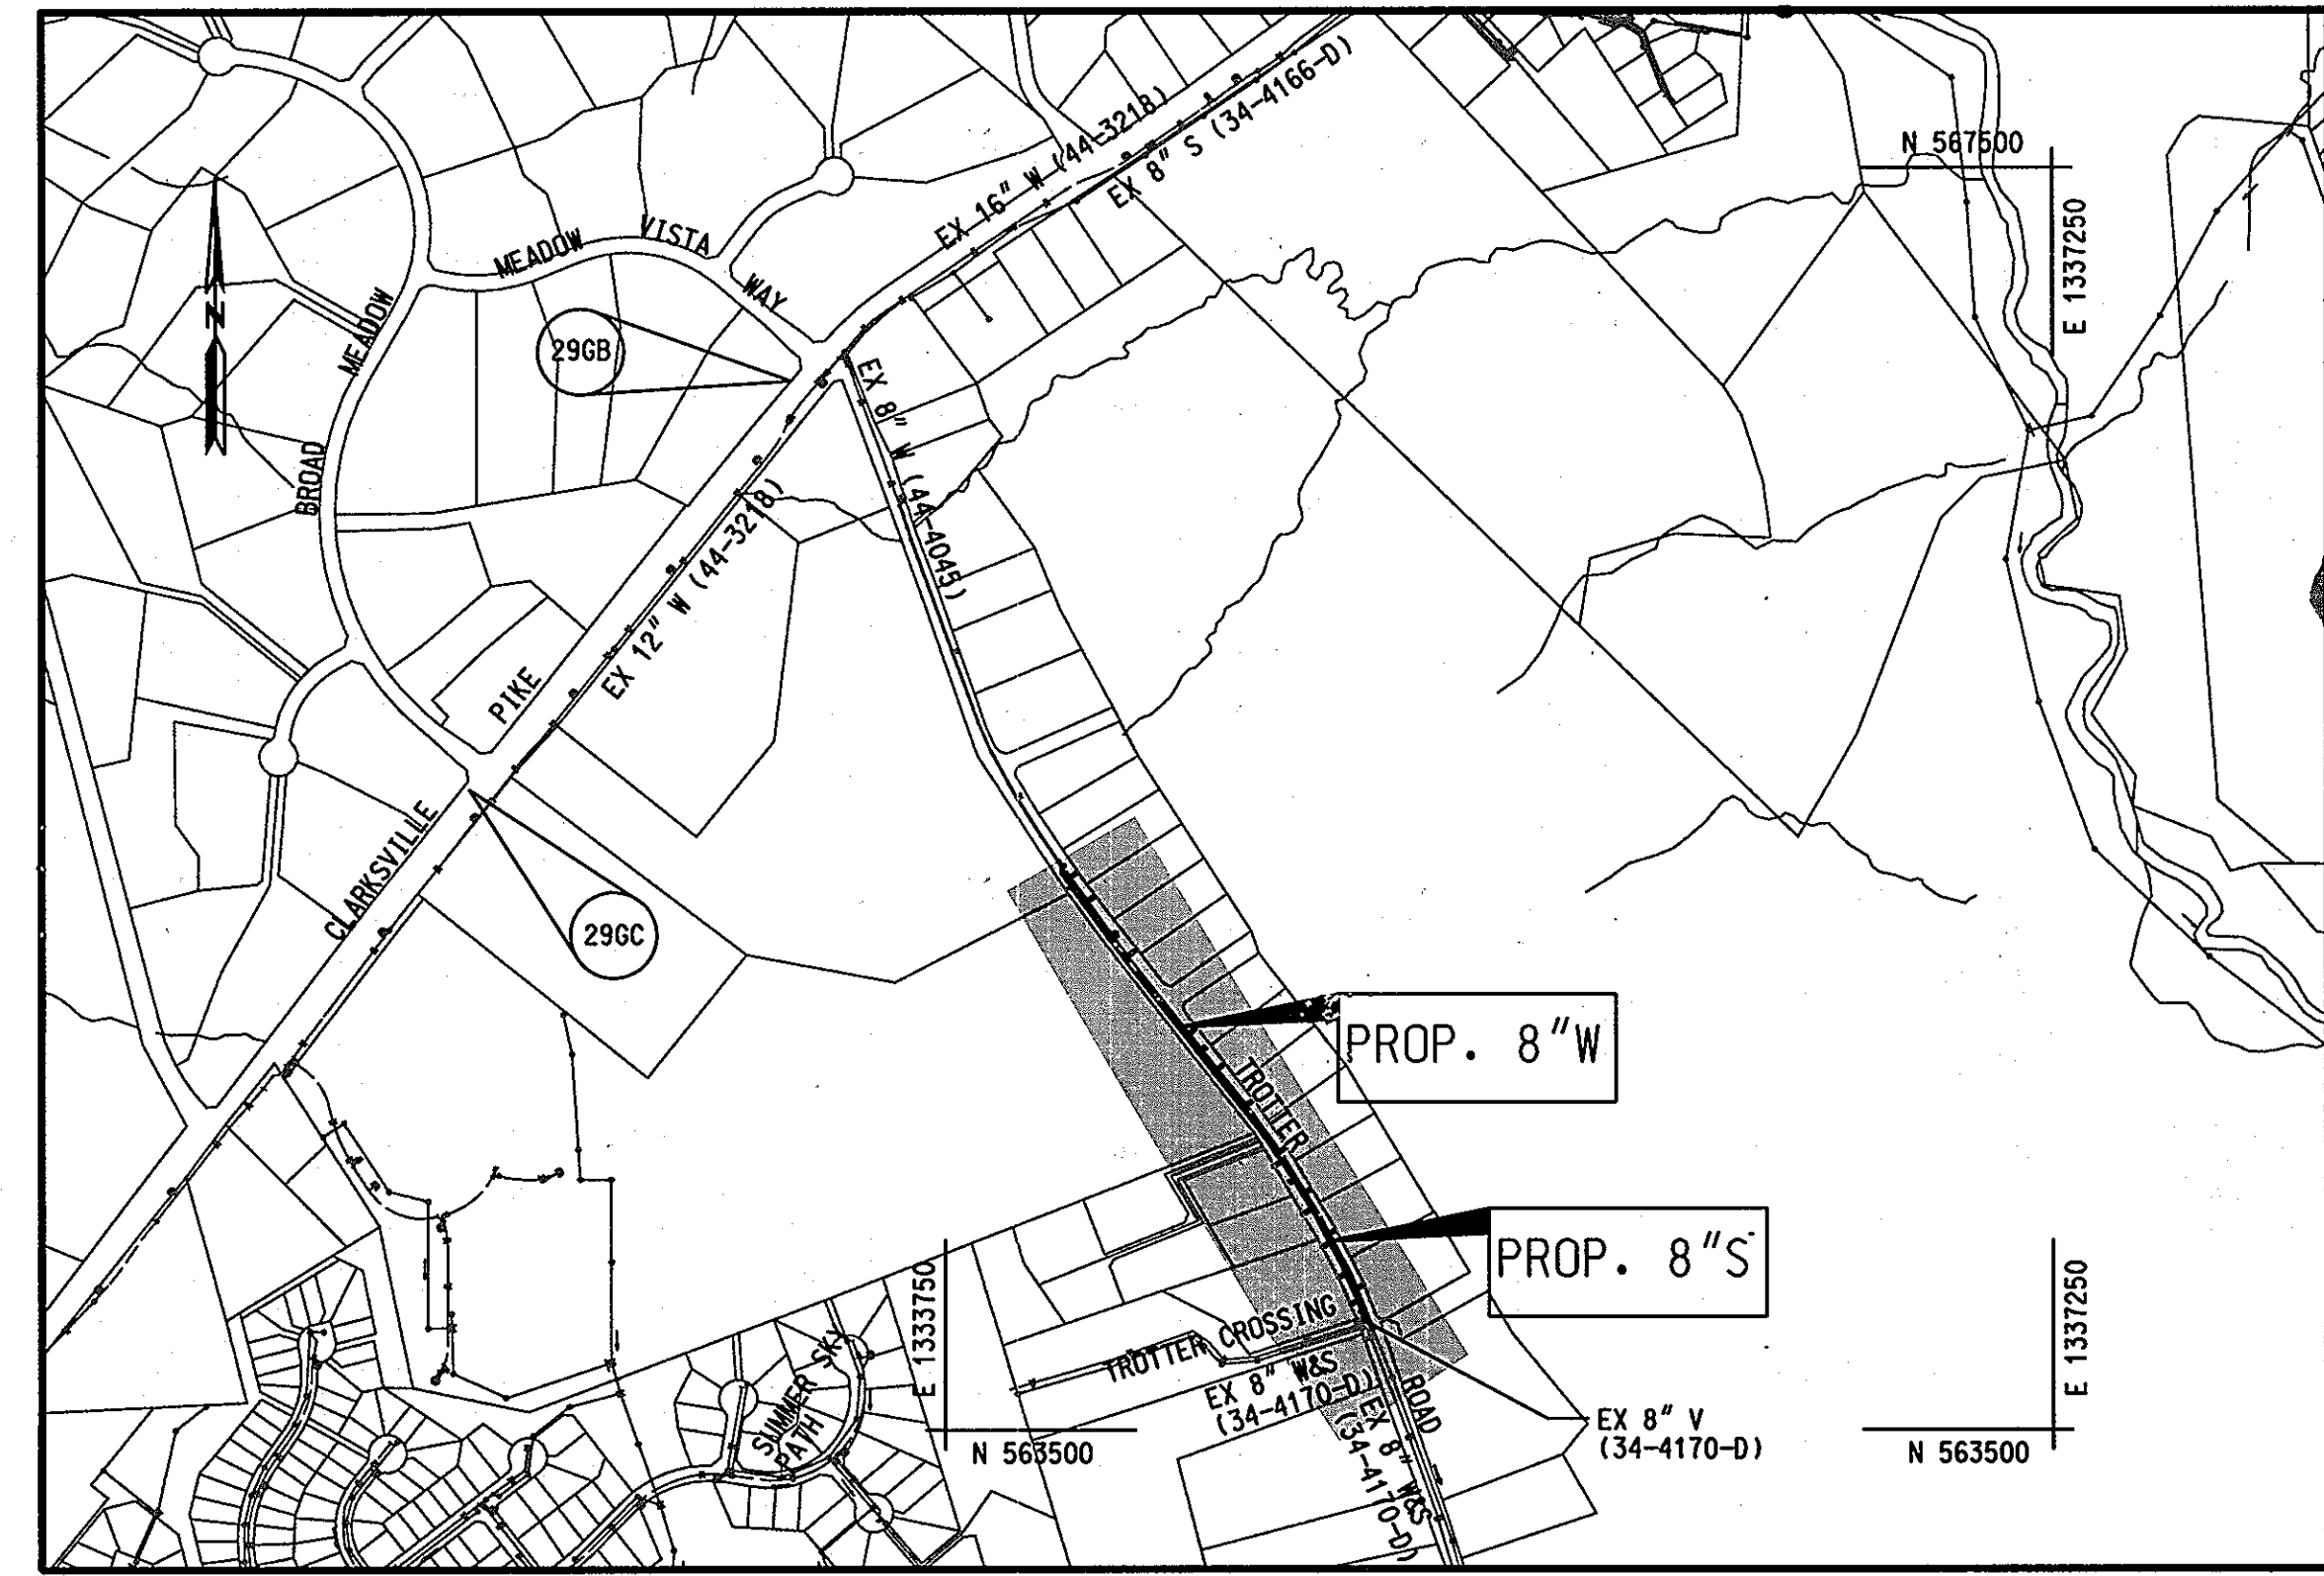 EX 16" W (44-3218)
EX 8" S (34-4166-D)
N 567500
E 1337250
MEADOW VISTA WAY
N
BROAD MEADOW
29GB
EX 8" W (44-4045)
EX 12" W (44-3218)
CLARKSVILLE PIKE
29GC
PROP. 8"W
TROTTER ROAD
PROP. 8"S
E 1333750
N 563500
SUMMER SKY
PATH
TROTTER CROSSING
EX 8" W&S
(34-4170-D)
EX 8" W&S
(34-4170-D)
EX 8" V
(34-4170-D)
E 1337250
N 563500